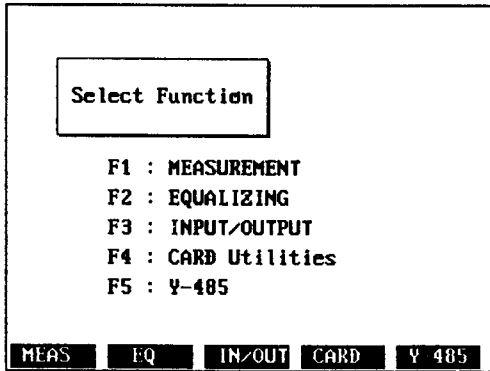 Select Function
F1 : MEASUREMENT
F2 : EQUALIZING
F3 : INPUT/OUTPUT
F4 : CARD Utilities
F5 : Y-485
MEAS EQ IN/OUT CARD Y 485